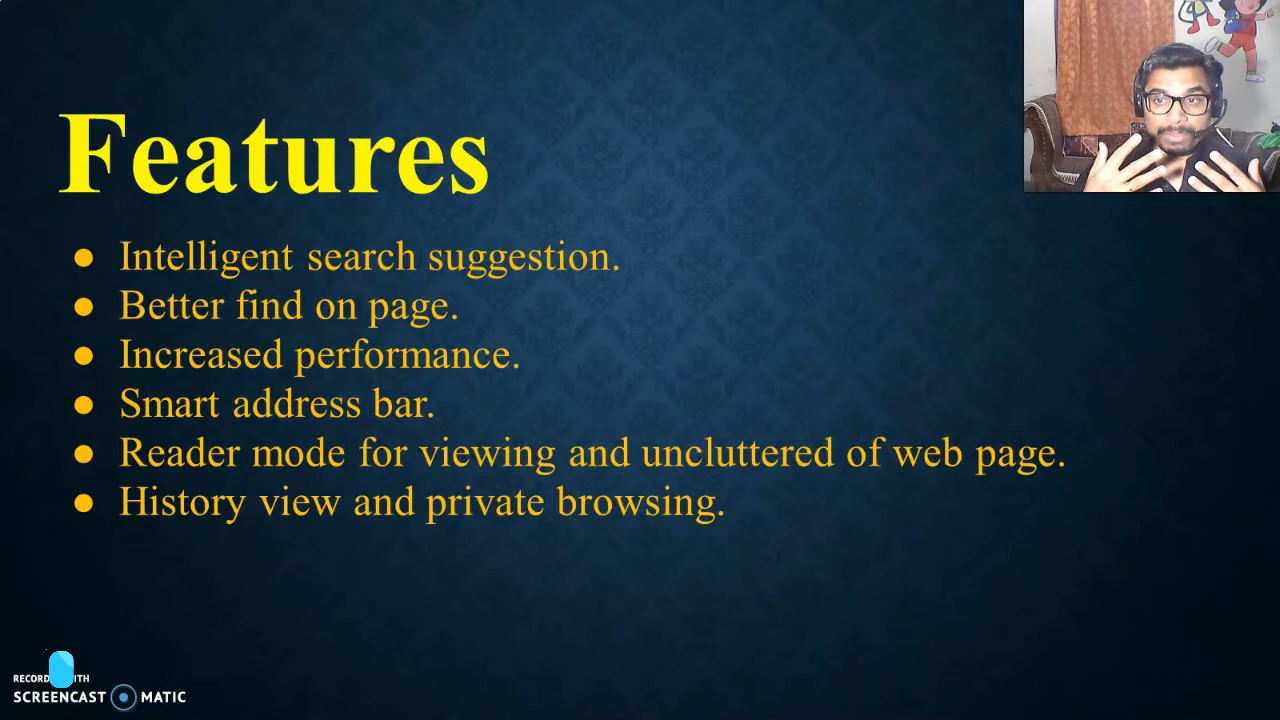 Features
● Intelligent search suggestion.
● Better find on page.
● Increased performance.
● Smart address bar.
● Reader mode for viewing and uncluttered of web page.
● History view and private browsing.
SCREENCAST MATIC